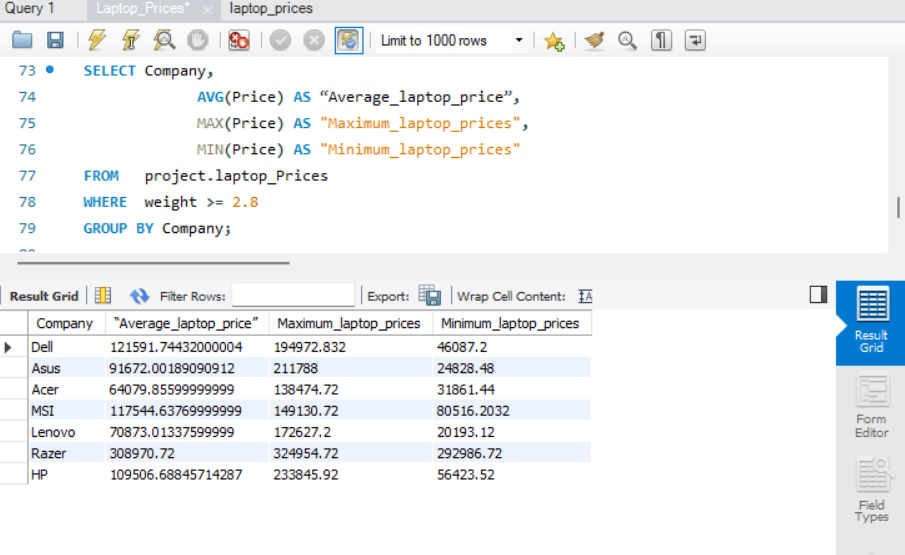 Query 1 Laptop_Prices* laptop_prices
Limit to 1000 rows
73 SELECT Company,
74 AVG(Price) AS “Average_laptop_price”,
75 MAX(Price) AS "Maximum_laptop_prices",
76 MIN(Price) AS "Minimum_laptop_prices"
77 FROM project.laptop_Prices
78 WHERE weight >= 2.8
79 GROUP BY Company;
Result Grid Filter Rows: Export: Wrap Cell Content: IA
Company “Average_laptop_price” Maximum_laptop_prices Minimum_laptop_prices
Dell 121591.74432000004 194972.832 46087.2
Asus 91672.00189090912 211788 24828.48
Acer 64079.85599999999 138474.72 31861.44
MSI 117544.63769999999 149130.72 80516.2032
Lenovo 70873.01337599999 172627.2 20193.12
Razer 308970.72 324954.72 292986.72
HP 109506.68845714287 233845.92 56423.52
Result
Grid
Form
Editor
Field
Types